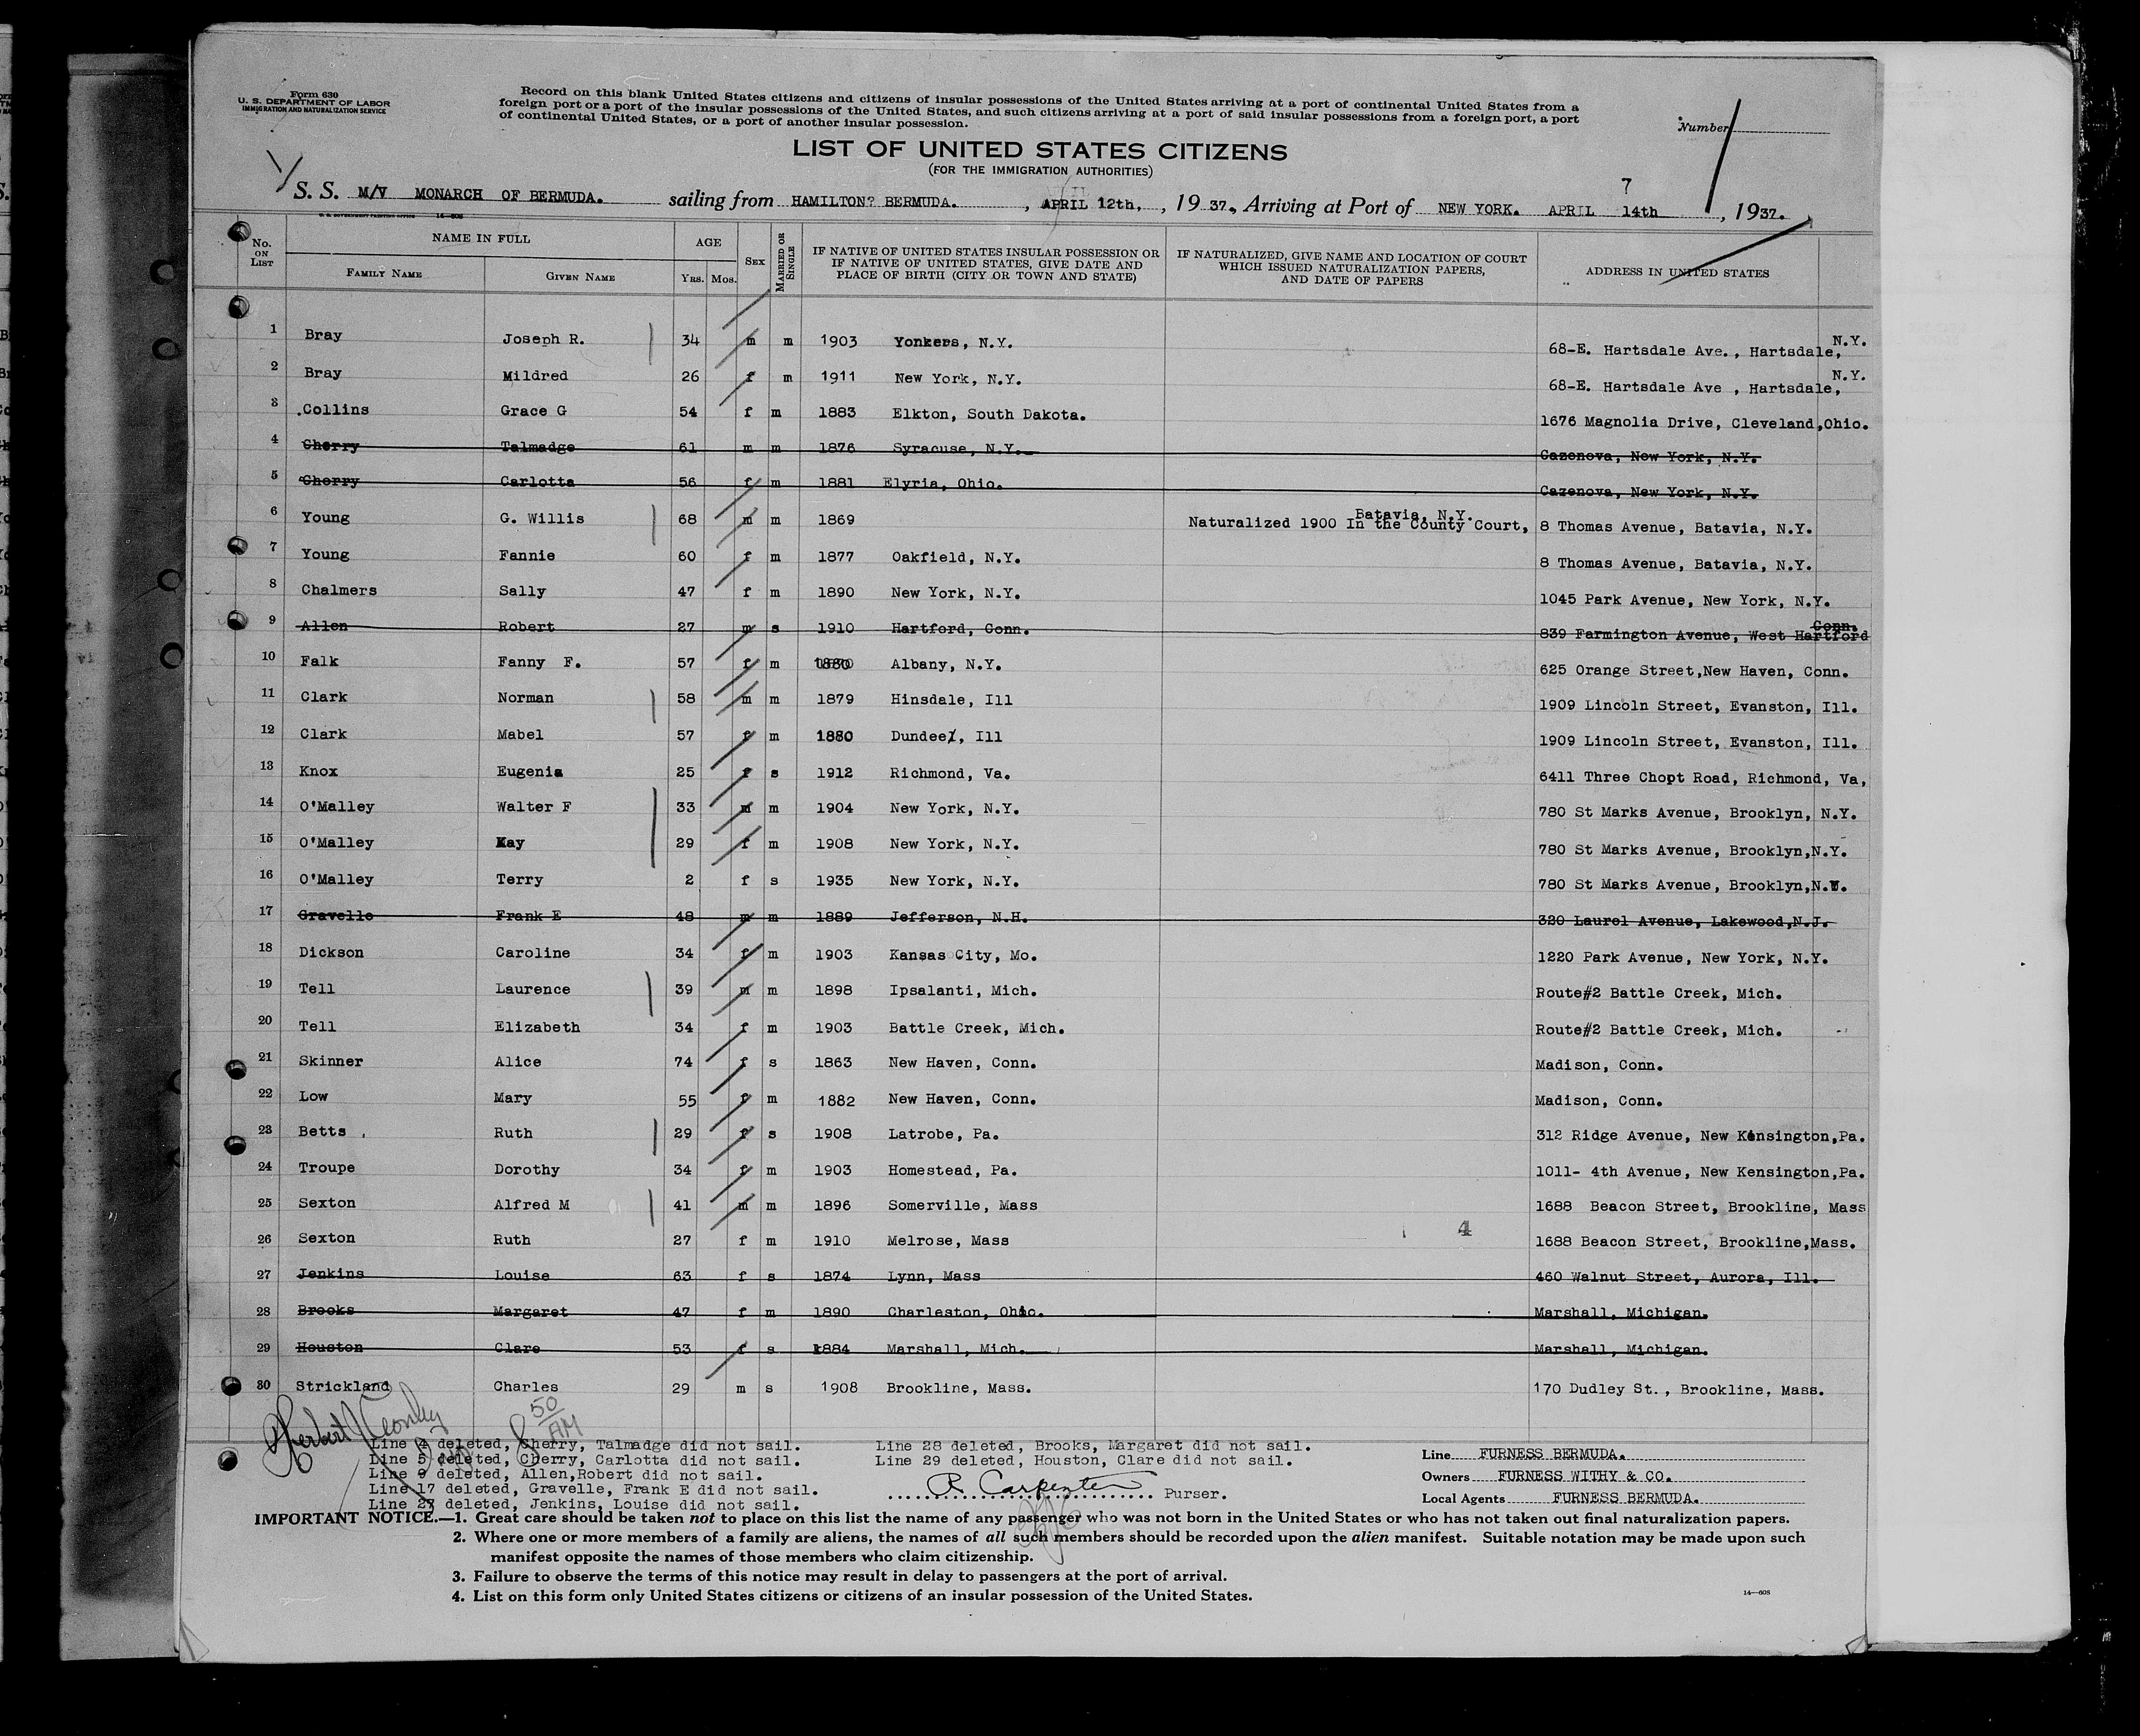 Form 630
U. S. DEPARTMENT OF LABOR
IMMIGRATION AND NATURALIZATION SERVICE
Record on this blank United States citizens and citizens of insular possessions of the United States arriving at a port of continental United States from a
foreign port or a port of the insular possessions of the United States, and such citizens arriving at a port of said insular possessions from a foreign port, a port
of continental United States, or a port of another insular possession.
Number
LIST OF UNITED STATES CITIZENS
(FOR THE IMMIGRATION AUTHORITIES)
S. S. M/V MONARCH OF BERMUDA. sailing from HAMILTON? BERMUDA. , APRIL 12th, , 19 37., Arriving at Port of NEW YORK. APRIL 7 14th , 1937.
U. S. GOVERNMENT PRINTING OFFICE 14—608
No. ON LIST NAME IN FULL AGE SEX MARRIED OR SINGLE IF NATIVE OF UNITED STATES INSULAR POSSESSION OR IF NATIVE OF UNITED STATES, GIVE DATE AND PLACE OF BIRTH (CITY OR TOWN AND STATE) IF NATURALIZED, GIVE NAME AND LOCATION OF COURT WHICH ISSUED NATURALIZATION PAPERS, AND DATE OF PAPERS ADDRESS IN UNITED STATES
FAMILY NAME GIVEN NAME YRS. MOS.
1 Bray Joseph R. 34 m m 1903 Yonkers, N.Y. 68-E. Hartsdale Ave., Hartsdale, N.Y.
2 Bray Mildred 26 f m 1911 New York, N.Y. 68-E. Hartsdale Ave , Hartsdale, N.Y.
3 .Collins Grace G 54 f m 1883 Elkton, South Dakota. 1676 Magnolia Drive, Cleveland,Ohio.
4 Cherry Talmadge 61 m m 1876 Syracuse, N.Y. Cazenova, New York, N.Y.
5 Cherry Carlotta 56 f m 1881 Elyria, Ohio. Cazenova, New York, N.Y.
6 Young G. Willis 68 m m 1869 Naturalized 1900 In the County Court, Batavia, N.Y. 8 Thomas Avenue, Batavia, N.Y.
7 Young Fannie 60 f m 1877 Oakfield, N.Y. 8 Thomas Avenue, Batavia, N.Y.
8 Chalmers Sally 47 f m 1890 New York, N.Y. 1045 Park Avenue, New York, N.Y.
9 Allen Robert 27 m s 1910 Hartford, Conn. 839 Farmington Avenue, West Hartford Conn.
10 Falk Fanny F. 57 f m 1880 Albany, N.Y. 625 Orange Street,New Haven, Conn.
11 Clark Norman 58 m m 1879 Hinsdale, Ill 1909 Lincoln Street, Evanston, Ill.
12 Clark Mabel 57 f m 1880 Dundee, Ill 1909 Lincoln Street, Evanston, Ill.
13 Knox Eugenia 25 f s 1912 Richmond, Va. 6411 Three Chopt Road, Richmond, Va,
14 O'Malley Walter F 33 m m 1904 New York, N.Y. 780 St Marks Avenue, Brooklyn, N.Y.
15 O'Malley Kay 29 f m 1908 New York, N.Y. 780 St Marks Avenue, Brooklyn,N.Y.
16 O'Malley Terry 2 f s 1935 New York, N.Y. 780 St Marks Avenue, Brooklyn,N.Y.
17 Gravelle Frank E 48 m m 1889 Jefferson, N.H. 320 Laurel Avenue, Lakewood,N.J.
18 Dickson Caroline 34 f m 1903 Kansas City, Mo. 1220 Park Avenue, New York, N.Y.
19 Tell Laurence 39 m m 1898 Ipsalanti, Mich. Route#2 Battle Creek, Mich.
20 Tell Elizabeth 34 f m 1903 Battle Creek, Mich. Route#2 Battle Creek, Mich.
21 Skinner Alice 74 f s 1863 New Haven, Conn. Madison, Conn.
22 Low Mary 55 f m 1882 New Haven, Conn. Madison, Conn.
23 Betts Ruth 29 f s 1908 Latrobe, Pa. 312 Ridge Avenue, New Kensington,Pa.
24 Troupe Dorothy 34 f m 1903 Homestead, Pa. 1011- 4th Avenue, New Kensington,Pa.
25 Sexton Alfred M 41 m m 1896 Somerville, Mass 1688 Beacon Street, Brookline, Mass
4
26 Sexton Ruth 27 f m 1910 Melrose, Mass 1688 Beacon Street, Brookline,Mass.
27 Jenkins Louise 63 f s 1874 Lynn, Mass 460 Walnut Street, Aurora, Ill.
28 Brooks Margaret 47 f m 1890 Charleston, Ohio. Marshall, Michigan.
29 Houston Clare 53 f s 1884 Marshall, Mich. Marshall, Michigan.
30 Strickland Charles 29 m s 1908 Brookline, Mass. 170 Dudley St., Brookline, Mass.
Herbert 8 50 AM
Line 4 deleted, Cherry, Talmadge did not sail.
Line 5 deleted, Cherry, Carlotta did not sail.
Line 9 deleted, Allen,Robert did not sail.
Line 17 deleted, Gravelle, Frank E did not sail.
Line 27 deleted, Jenkins, Louise did not sail.
Line 28 deleted, Brooks, Margaret did not sail.
Line 29 deleted, Houston, Clare did not sail.
R. Carpenter Purser.
Line FURNESS BERMUDA.
Owners FURNESS WITHY & CO.
Local Agents FURNESS BERMUDA.
IMPORTANT NOTICE.—1. Great care should be taken not to place on this list the name of any passenger who was not born in the United States or who has not taken out final naturalization papers.
2. Where one or more members of a family are aliens, the names of all such members should be recorded upon the alien manifest. Suitable notation may be made upon such
manifest opposite the names of those members who claim citizenship.
3. Failure to observe the terms of this notice may result in delay to passengers at the port of arrival.
4. List on this form only United States citizens or citizens of an insular possession of the United States.
14—608